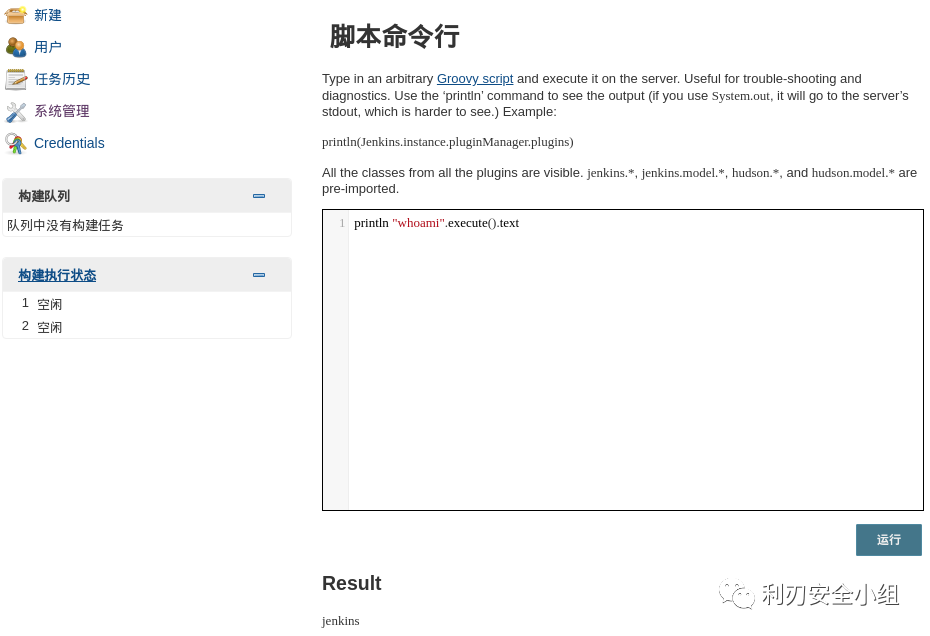 新建
用户
任务历史
系统管理
Credentials
构建队列
队列中没有构建任务
构建执行状态
1 空闲
2 空闲
脚本命令行
Type in an arbitrary Groovy script and execute it on the server. Useful for trouble-shooting and
diagnostics. Use the ‘println’ command to see the output (if you use System.out, it will go to the server’s
stdout, which is harder to see.) Example:
println(Jenkins.instance.pluginManager.plugins)
All the classes from all the plugins are visible. jenkins.*, jenkins.model.*, hudson.*, and hudson.model.* are
pre-imported.
1 println "whoami".execute().text
运行
Result
jenkins
利刃安全小组